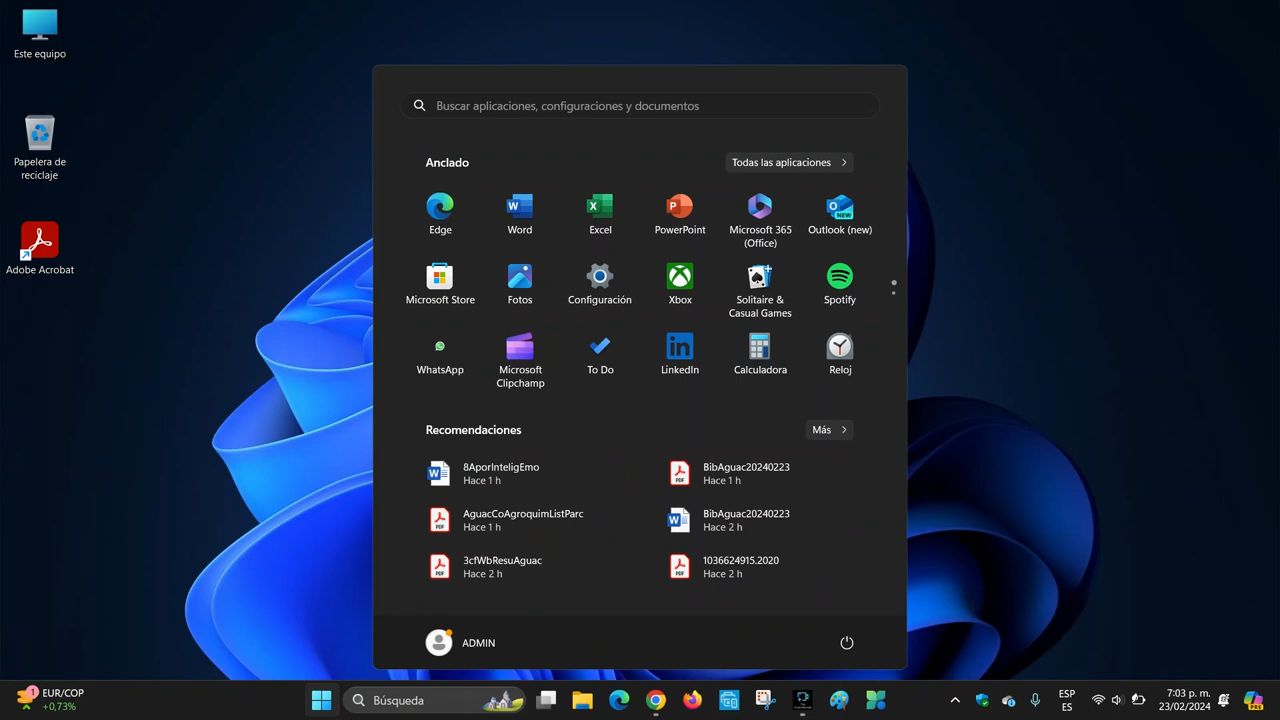 Este equipo
Papelera de
reciclaje
Adobe Acrobat
Buscar aplicaciones, configuraciones y documentos
Anclado
Todas las aplicaciones
Edge
Word
Excel
PowerPoint
Microsoft 365
(Office)
Outlook (new)
Microsoft Store
Fotos
Configuración
Xbox
Solitaire &
Casual Games
Spotify
WhatsApp
Microsoft
Clipchamp
To Do
LinkedIn
Calculadora
Reloj
Recomendaciones
Más
8AporInteligEmo
Hace 1 h
BibAguac20240223
Hace 1 h
AguacCoAgroquimListParc
Hace 1 h
BibAguac20240223
Hace 2 h
3cfWbResuAguac
Hace 2 h
1036624915.2020
Hace 2 h
ADMIN
1
EUR/COP
+0,73%
Búsqueda
ESP
ES
7:03 p. m.
23/02/2024